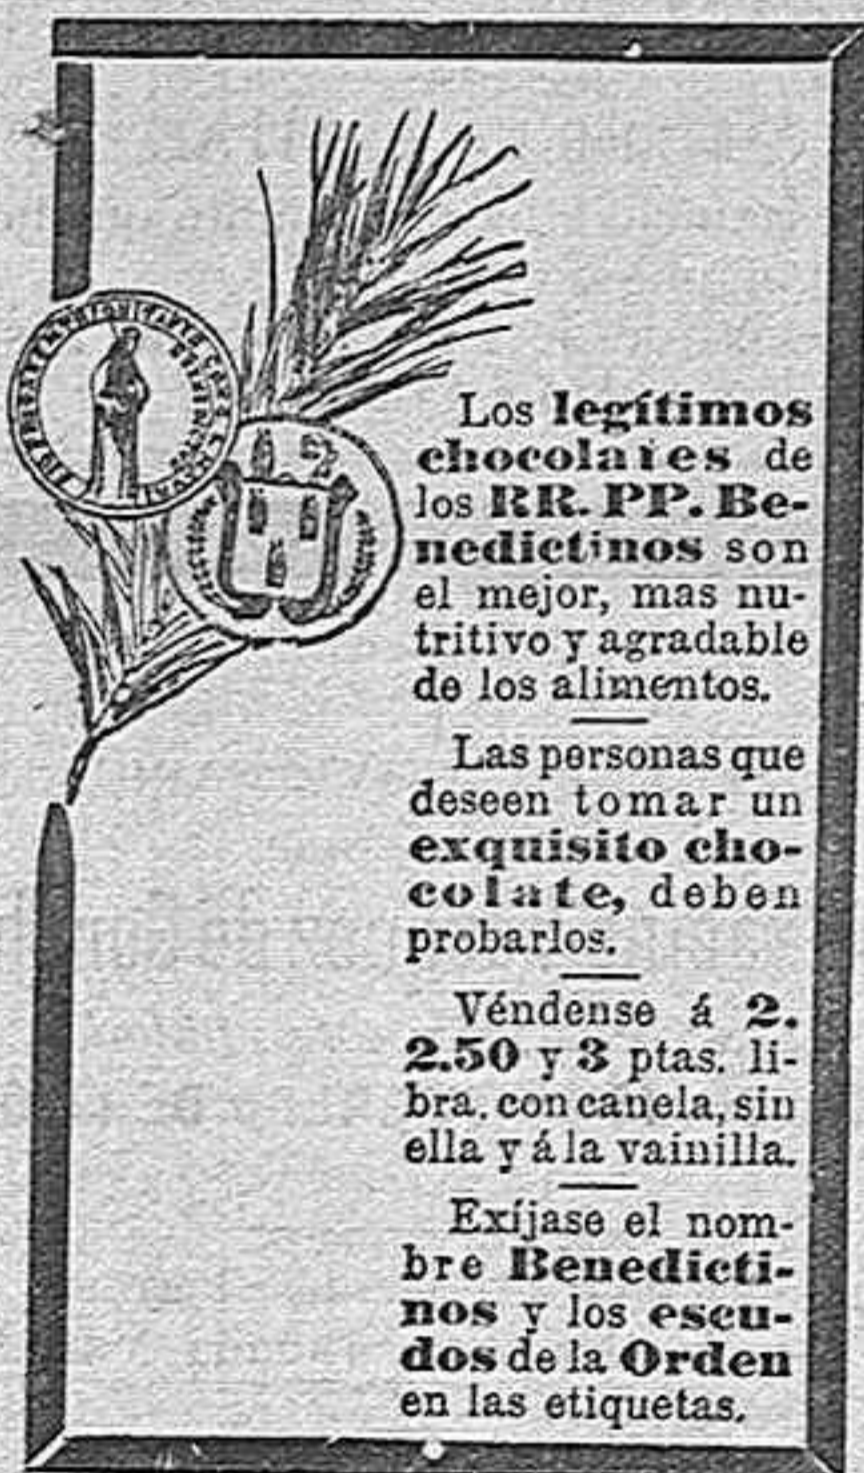 Los legítimos
chocolates de
los RR. PP. Be-
nedictinos son
el mejor, mas nu-
tritivo y agradable
de los alimentos.
Las personas que
deseen tomar un
exquisito cho-
colate, deben
probarlos.
Véndense á 2.
2.50 y 3 ptas. li-
bra. con canela, sin
ella y á la vainilla.
Exíjase el nom-
bre Benedicti-
nos y los escu-
dos de la Orden
en las etiquetas.